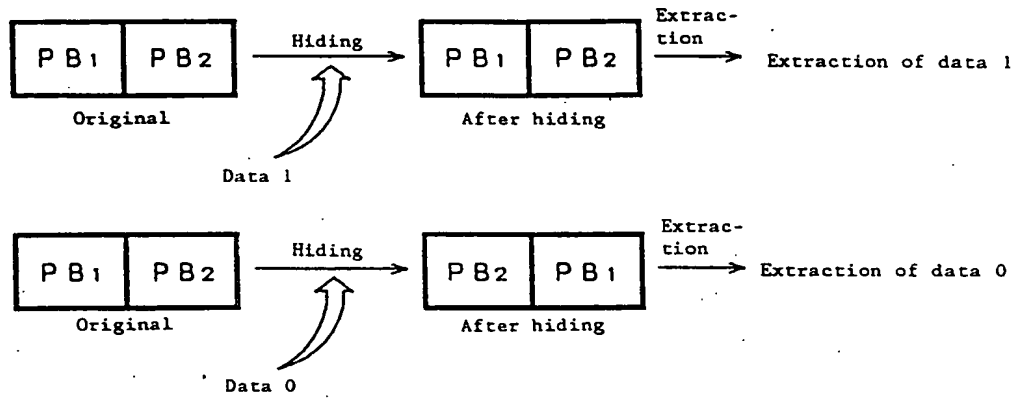 Extrac-
tion
Hiding
PB1 PB2
PB1 PB2
Extraction of data 1
Original
After hiding
Data 1
Extrac-
tion
Hiding
PB1 PB2
PB2 PB1
Extraction of data 0
Original
After hiding
Data 0